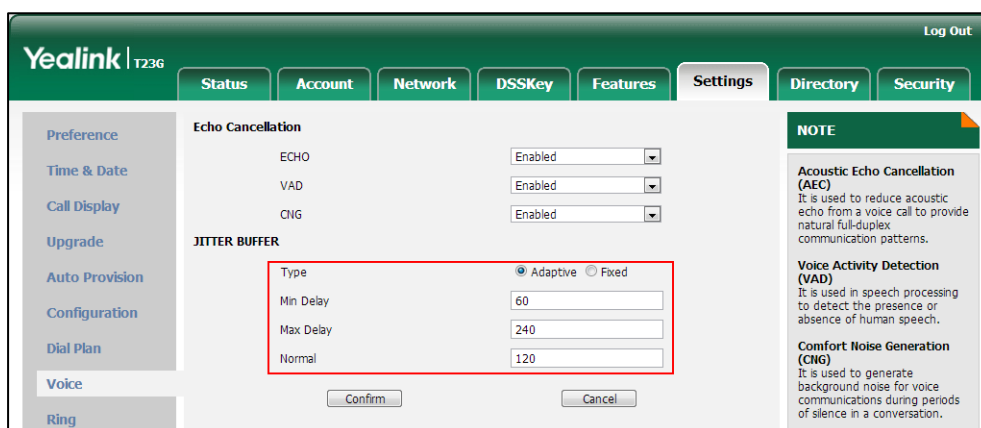 Log Out
Yealink T23G
Status Account Network DSSKey Features Settings Directory Security
Preference
Time & Date
Call Display
Upgrade
Auto Provision
Configuration
Dial Plan
Voice
Ring
Echo Cancellation
ECHO Enabled
VAD Enabled
CNG Enabled
JITTER BUFFER
Type Adaptive Fixed
Min Delay 60
Max Delay 240
Normal 120
Confirm Cancel
NOTE
Acoustic Echo Cancellation
(AEC)
It is used to reduce acoustic
echo from a voice call to provide
natural full-duplex
communication patterns.
Voice Activity Detection
(VAD)
It is used in speech processing
to detect the presence or
absence of human speech.
Comfort Noise Generation
(CNG)
It is used to generate
background noise for voice
communications during periods
of silence in a conversation.